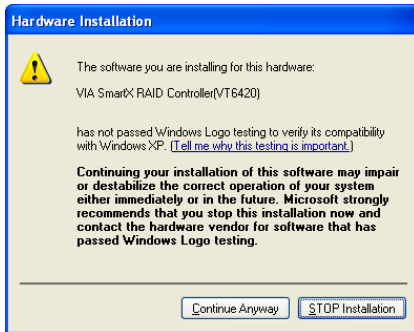 Hardware Installation
The software you are installing for this hardware:
VIA SmartX RAID Controller(VT6420)
has not passed Windows Logo testing to verify its compatibility
with Windows XP. (Tell me why this testing is important.)
Continuing your installation of this software may impair
or destabilize the correct operation of your system
either immediately or in the future. Microsoft strongly
recommends that you stop this installation now and
contact the hardware vendor for software that has
passed Windows Logo testing.
Continue Anyway
STOP Installation